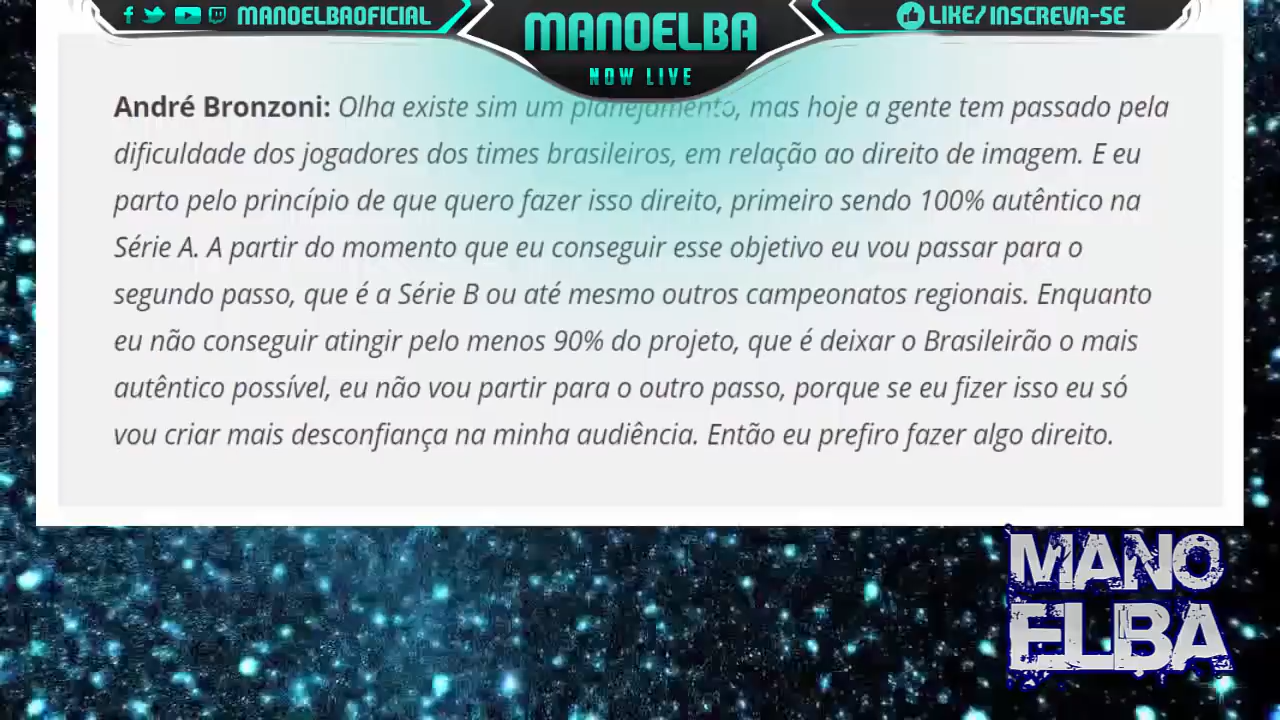 MANOELBAOFICIAL
MANOELBA
NOW LIVE
LIKE/INSCREVA-SE
André Bronzoni: Olha existe sim um planejamento, mas hoje a gente tem passado pela
dificuldade dos jogadores dos times brasileiros, em relação ao direito de imagem. E eu
parto pelo princípio de que quero fazer isso direito, primeiro sendo 100% autêntico na
Série A. A partir do momento que eu conseguir esse objetivo eu vou passar para o
segundo passo, que é a Série B ou até mesmo outros campeonatos regionais. Enquanto
eu não conseguir atingir pelo menos 90% do projeto, que é deixar o Brasileirão o mais
autêntico possível, eu não vou partir para o outro passo, porque se eu fizer isso eu só
vou criar mais desconfiança na minha audiência. Então eu prefiro fazer algo direito.
MANO
ELBA